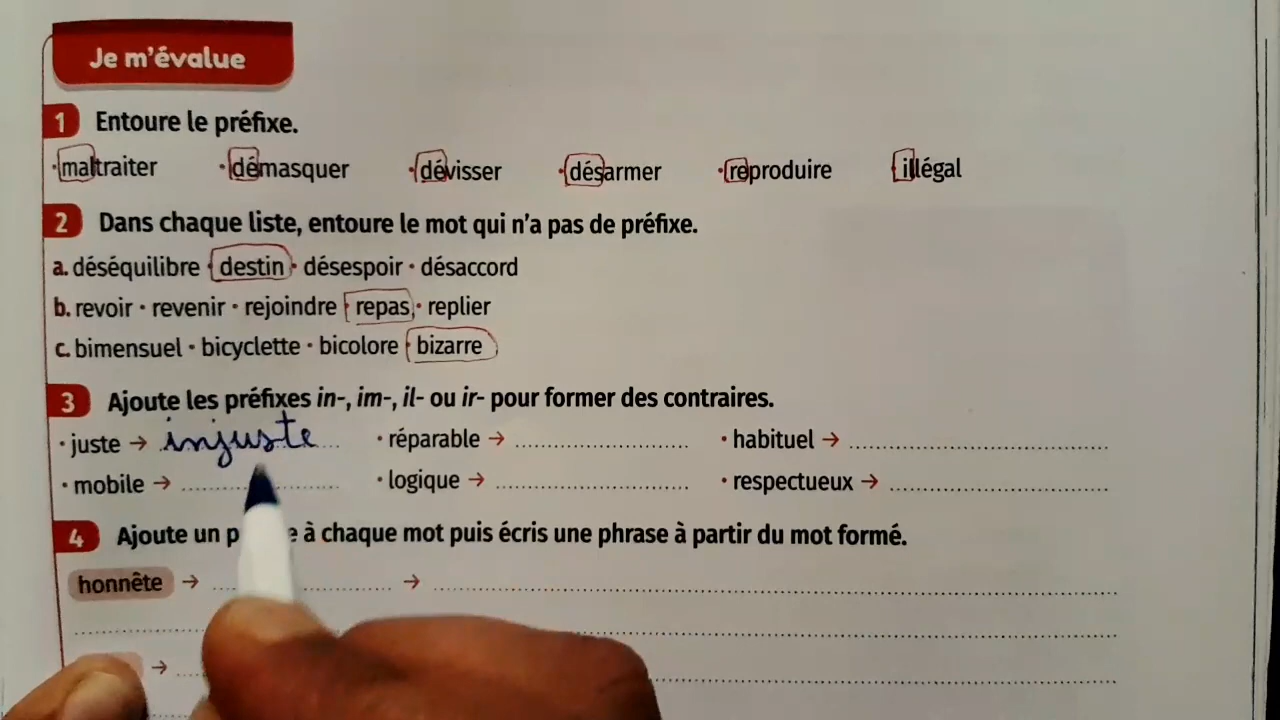 Je m'évalue
1 Entoure le préfixe.
· maltraiter · démasquer · dévisser · désarmer · reproduire · illégal
2 Dans chaque liste, entoure le mot qui n'a pas de préfixe.
a. déséquilibre · destin · désespoir · désaccord
b. revoir · revenir · rejoindre · repas · replier
c. bimensuel · bicyclette · bicolore · bizarre
3 Ajoute les préfixes in-, im-, il- ou ir- pour former des contraires.
· juste → injuste · réparable → · habituel →
· mobile → · logique → · respectueux →
4 Ajoute un à chaque mot puis écris une phrase à partir du mot formé.
honnête → →
→